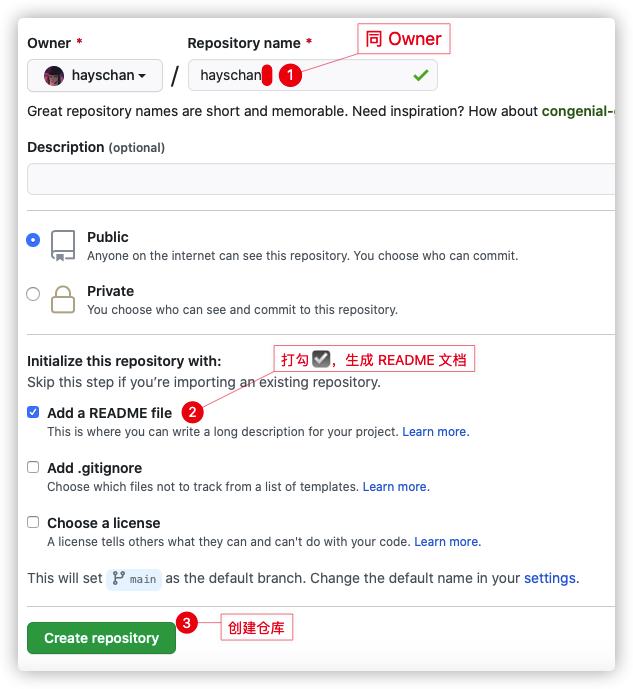 同 Owner
Owner *
Repository name *
hayschan
/
hayschan
1
Great repository names are short and memorable. Need inspiration? How about congenial-
Description (optional)
Public
Anyone on the internet can see this repository. You choose who can commit.
Private
You choose who can see and commit to this repository.
Initialize this repository with:
打勾✔, 生成 README 文档
Skip this step if you're importing an existing repository.
Add a README file
2
This is where you can write a long description for your project. Learn more.
Add .gitignore
Choose which files not to track from a list of templates. Learn more.
Choose a license
A license tells others what they can and can't do with your code. Learn more.
This will set main as the default branch. Change the default name in your settings.
Create repository
3
创建仓库